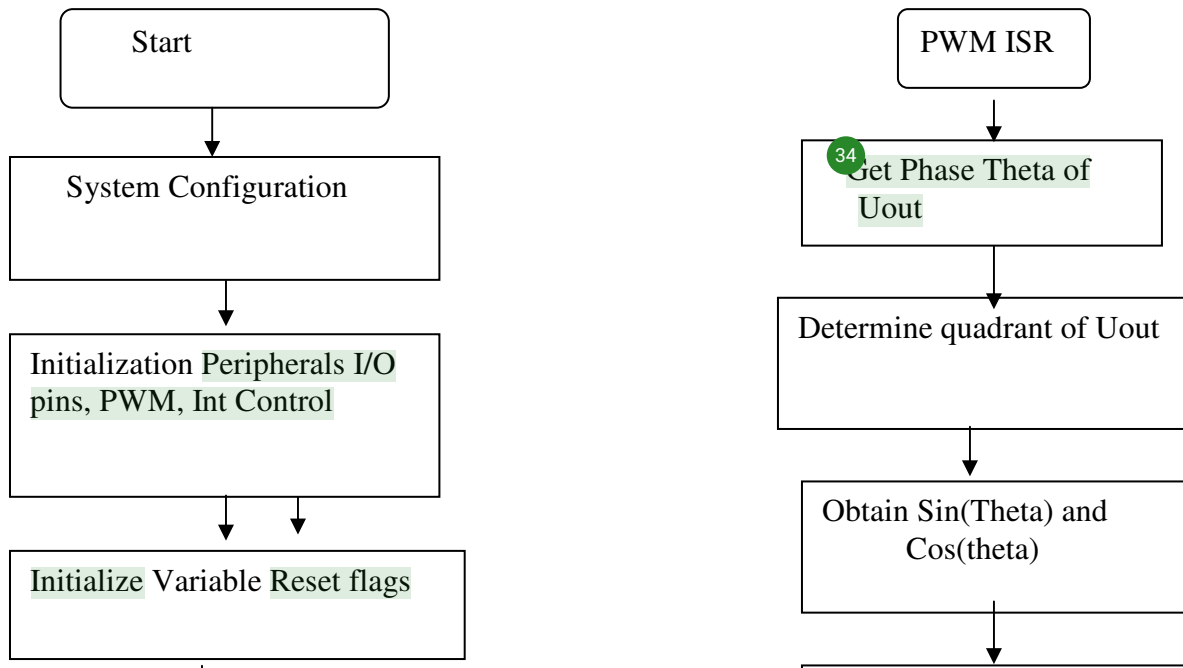 Start
System Configuration
Initialization Peripherals I/O
pins, PWM, Int Control
Initialize Variable Reset flags
PWM ISR
34
Get Phase Theta of
Uout
Determine quadrant of Uout
Obtain Sin(Theta) and
Cos(theta)